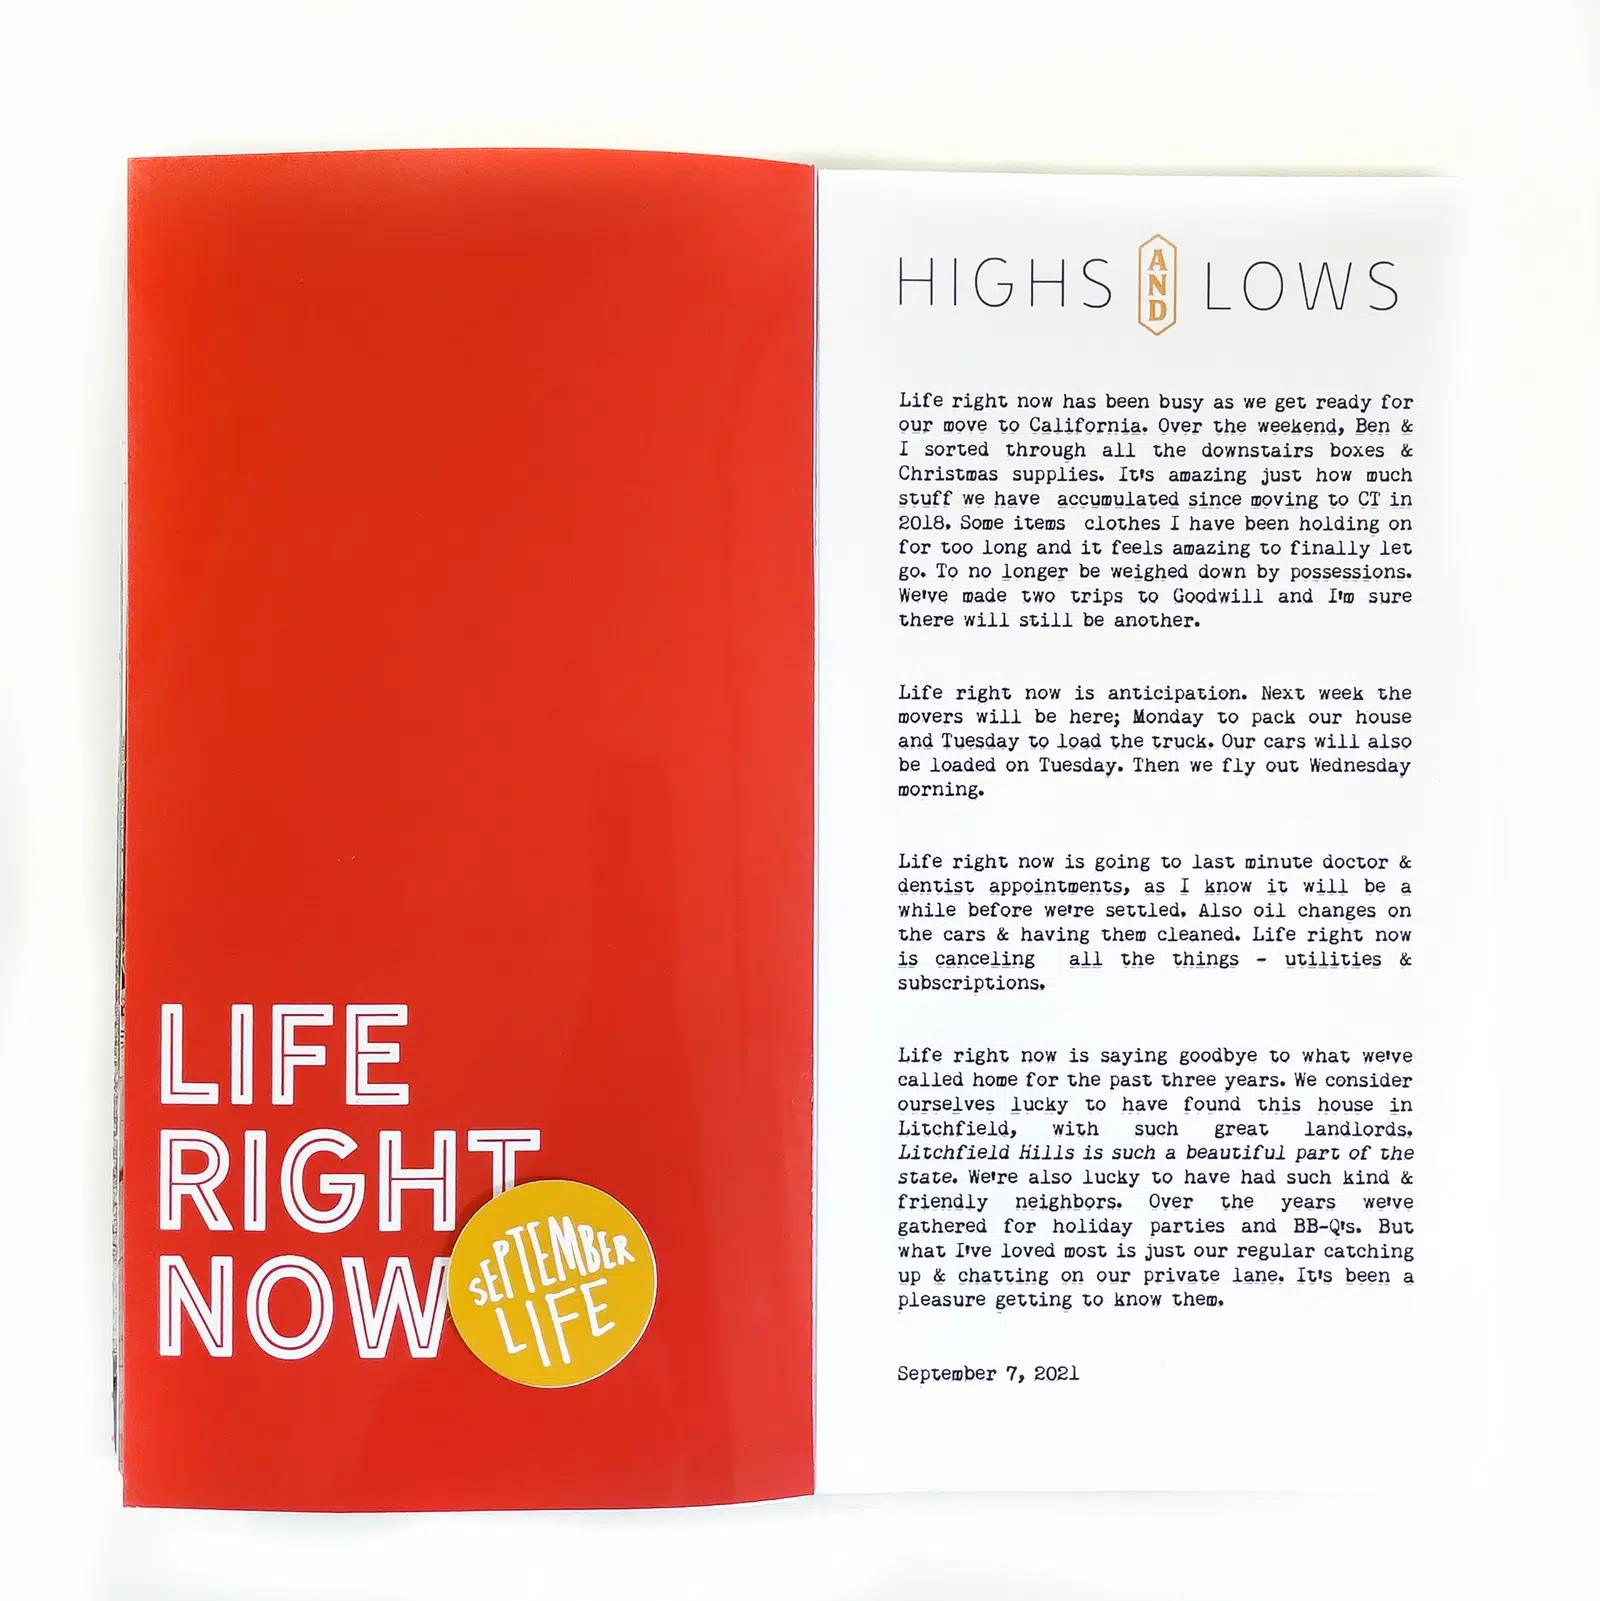 LIFE
RIGHT
NOW
SEPTEMBER
LIFE
HIGHS AND LOWS
Life right now has been busy as we get ready for
our move to California. Over the weekend, Ben &
I sorted through all the downstairs boxes &
Christmas supplies. It's amazing just how much
stuff we have accumulated since moving to CT in
2018. Some items clothes I have been holding on
for too long and it feels amazing to finally let
go. To no longer be weighed down by possessions.
We've made two trips to Goodwill and I'm sure
there will still be another.
Life right now is anticipation. Next week the
movers will be here; Monday to pack our house
and Tuesday to load the truck. Our cars will also
be loaded on Tuesday. Then we fly out Wednesday
morning.
Life right now is going to last minute doctor &
dentist appointments, as I know it will be a
while before we're settled. Also oil changes on
the cars & having them cleaned. Life right now
is canceling all the things - utilities &
subscriptions.
Life right now is saying goodbye to what we've
called home for the past three years. We consider
ourselves lucky to have found this house in
Litchfield, with such great landlords.
Litchfield Hills is such a beautiful part of the
state. We're also lucky to have had such kind &
friendly neighbors. Over the years we've
gathered for holiday parties and BB-Q's. But
what I've loved most is just our regular catching
up & chatting on our private lane. It's been a
pleasure getting to know them.
September 7, 2021